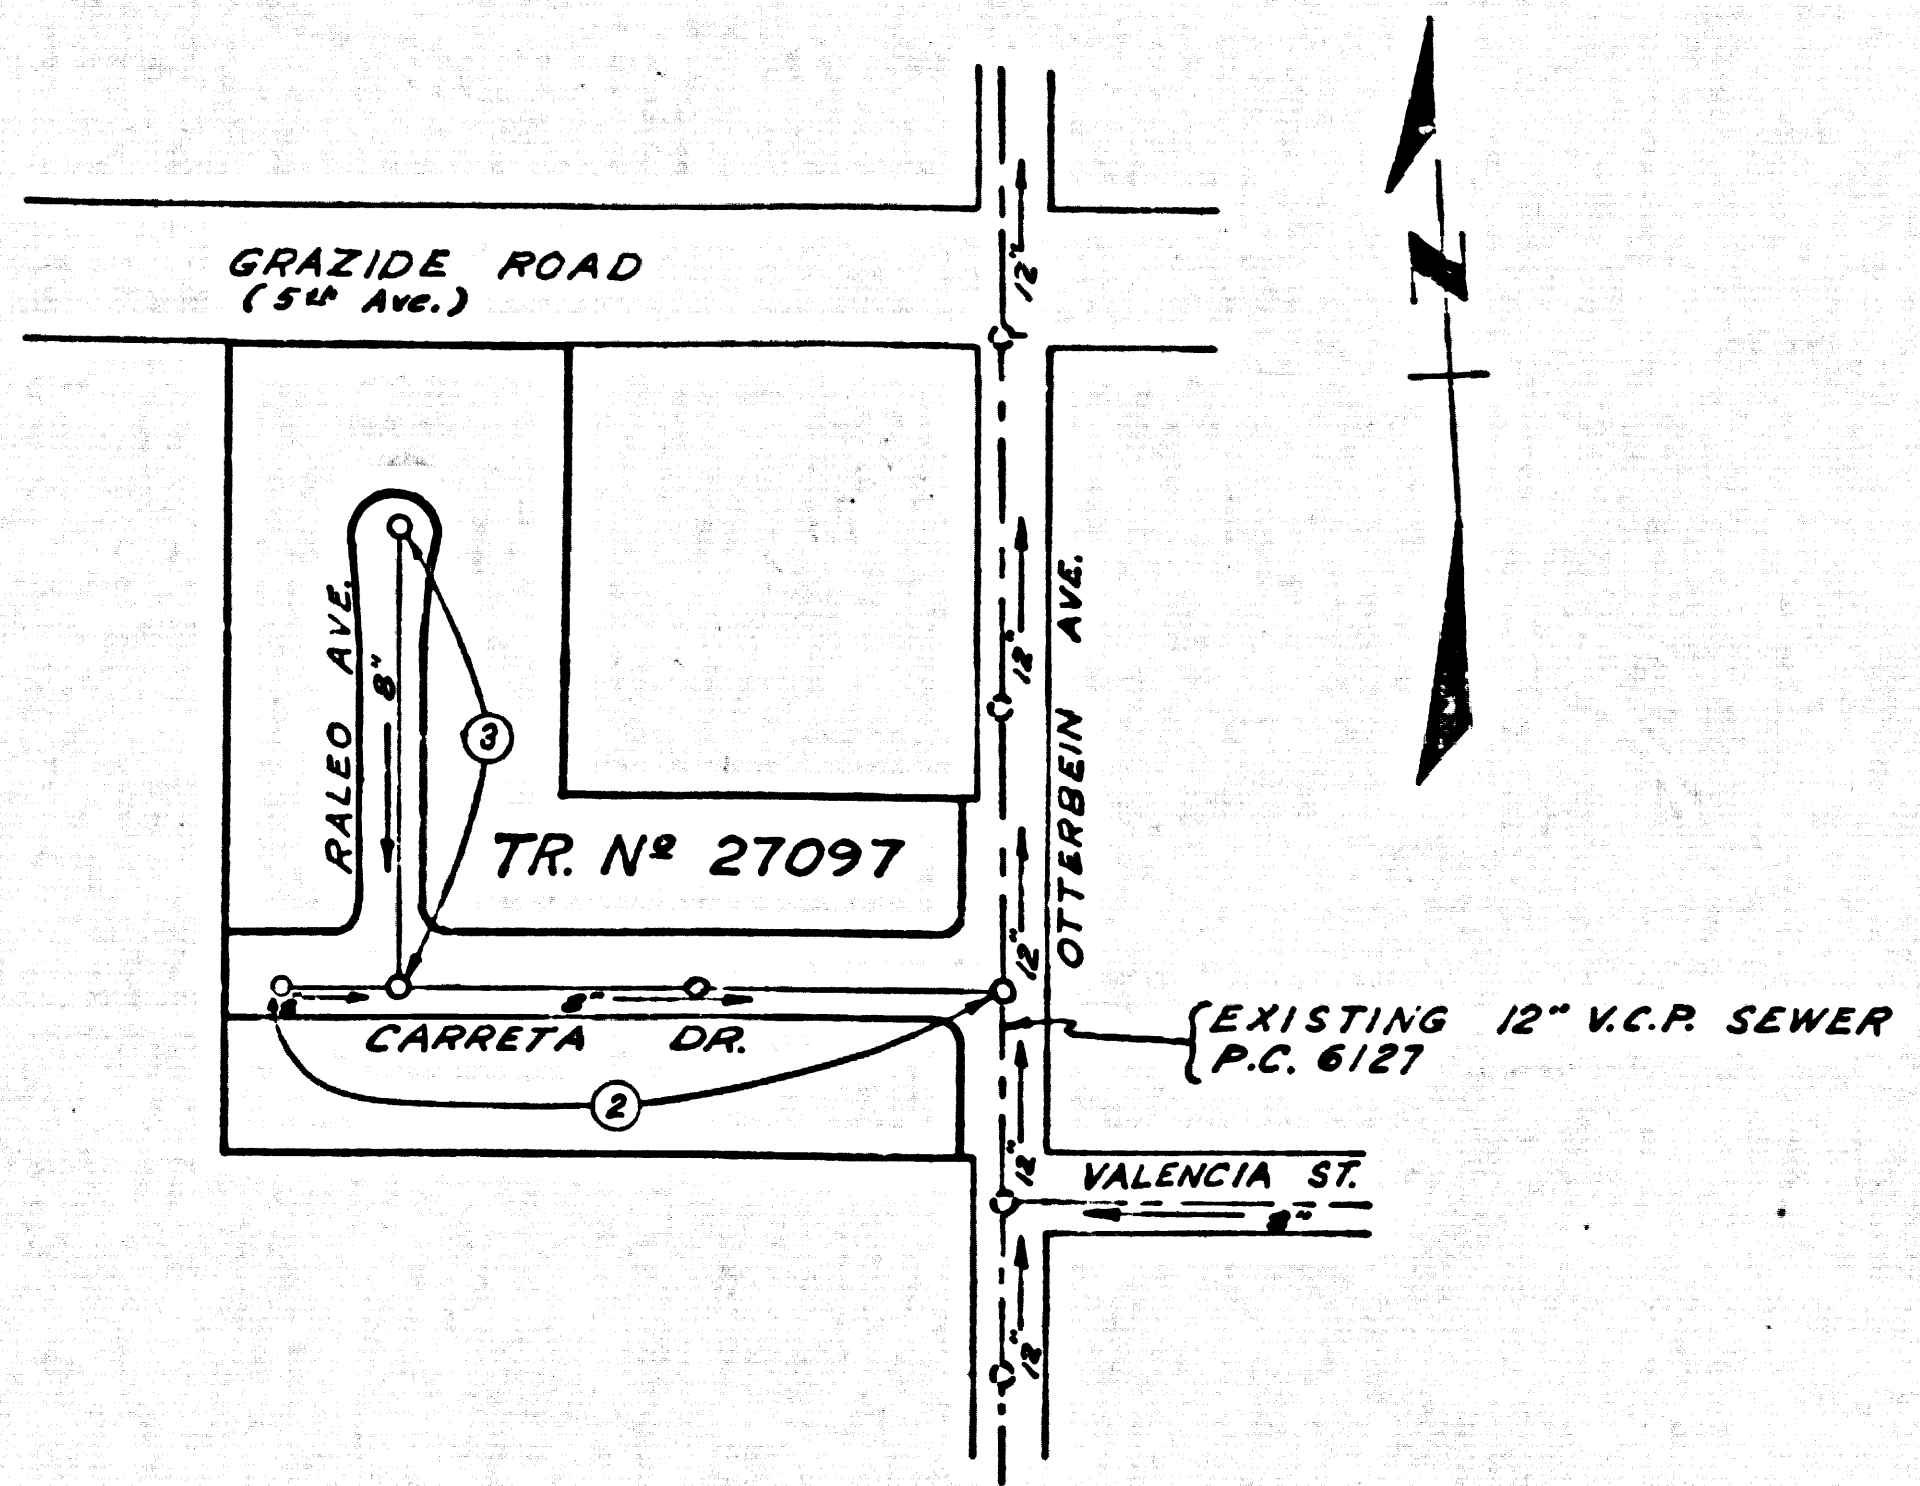 GRAZIDE ROAD
(5th Ave.)
12"
N
RALEO AVE.
8"
3
12"
OTTERBEIN AVE.
TR. Nº 27097
12"
8"
8"
CARRETA DR.
EXISTING 12" V.C.P. SEWER
P.C. 6127
2
12"
VALENCIA ST.
8"
12"